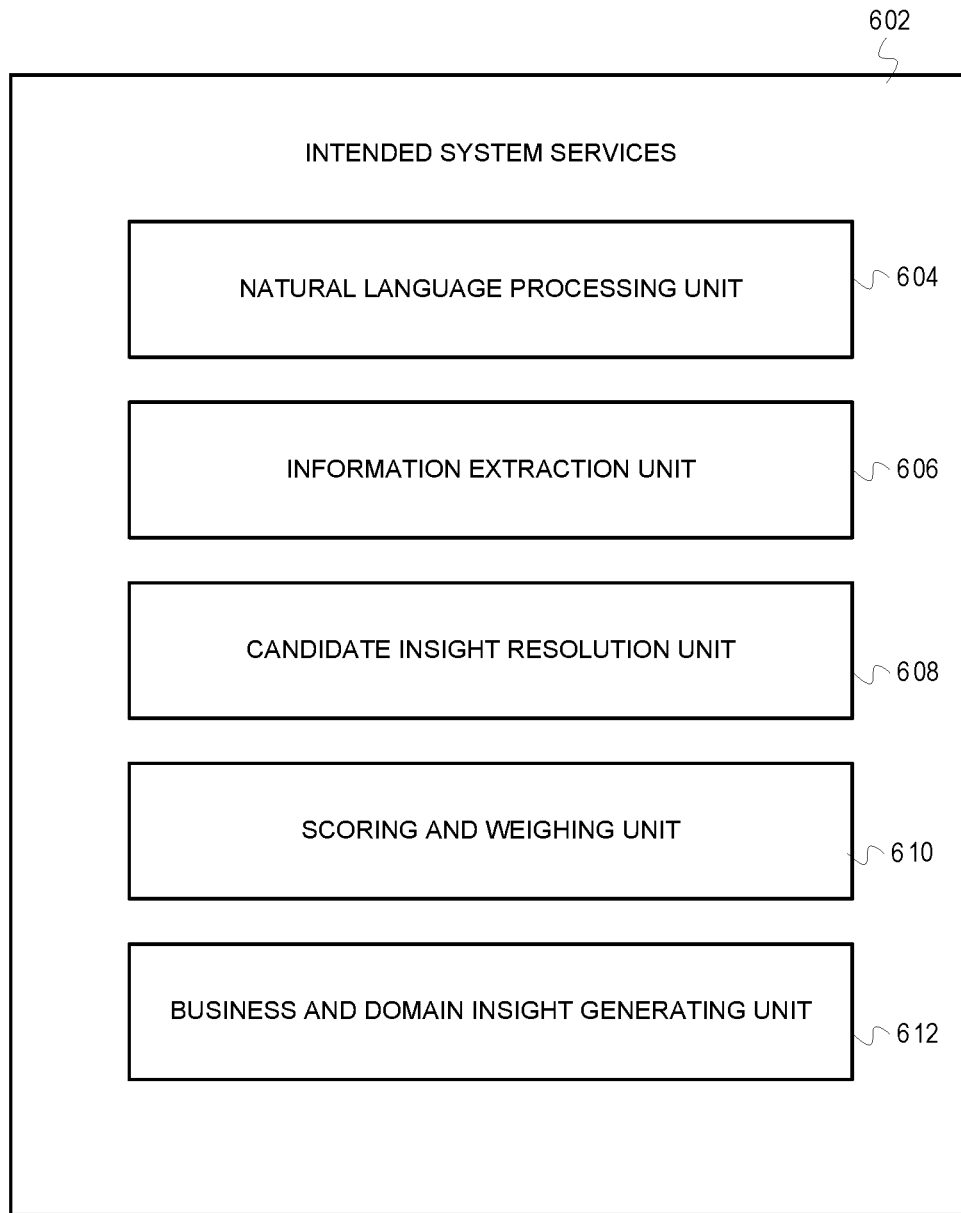 602
INTENDED SYSTEM SERVICES
NATURAL LANGUAGE PROCESSING UNIT
604
INFORMATION EXTRACTION UNIT
606
CANDIDATE INSIGHT RESOLUTION UNIT
608
SCORING AND WEIGHING UNIT
610
BUSINESS AND DOMAIN INSIGHT GENERATING UNIT
612